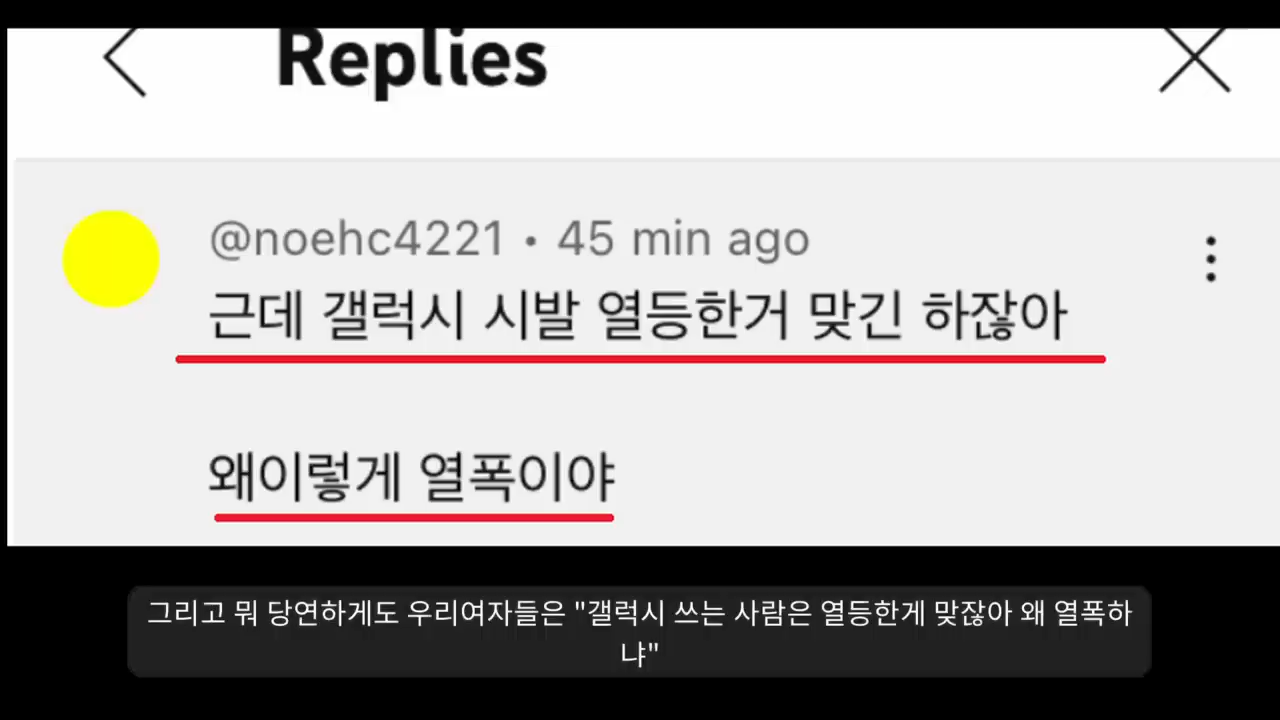 Replies
@noehc4221 • 45 min ago
근데 갤럭시 시발 열등한거 맞긴 하잖아
왜이렇게 열폭이야
그리고 뭐 당연하게도 우리여자들은 "갤럭시 쓰는 사람은 열등한게 맞잖아 왜 열폭하
냐"